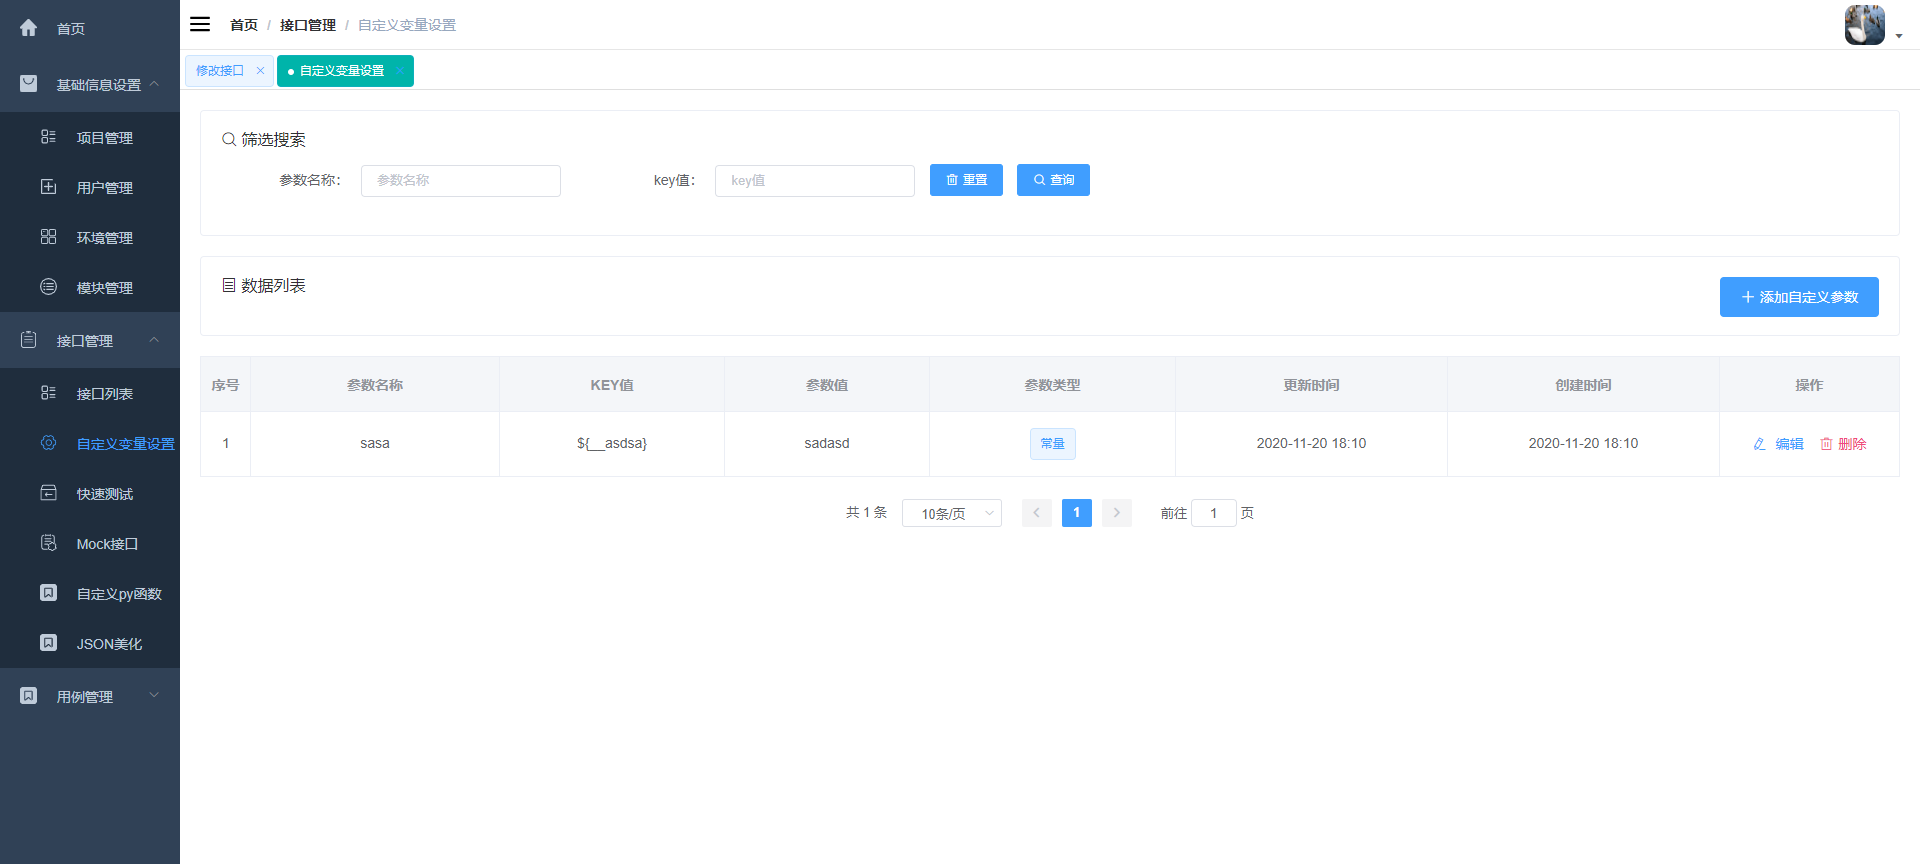 首页
基础信息设置
项目管理
用户管理
环境管理
模块管理
接口管理
接口列表
自定义变量设置
快速测试
Mock接口
自定义py函数
JSON美化
用例管理
首页 / 接口管理 / 自定义变量设置
修改接口 自定义变量设置
筛选搜索
参数名称: 参数名称 key值: key值 重置 查询
数据列表
添加自定义参数
序号 参数名称 KEY值 参数值 参数类型 更新时间 创建时间 操作
1 sasa ${__asdsa} sadasd 常量 2020-11-20 18:10 2020-11-20 18:10 编辑 删除
共 1 条 10条/页 1 前往 1 页